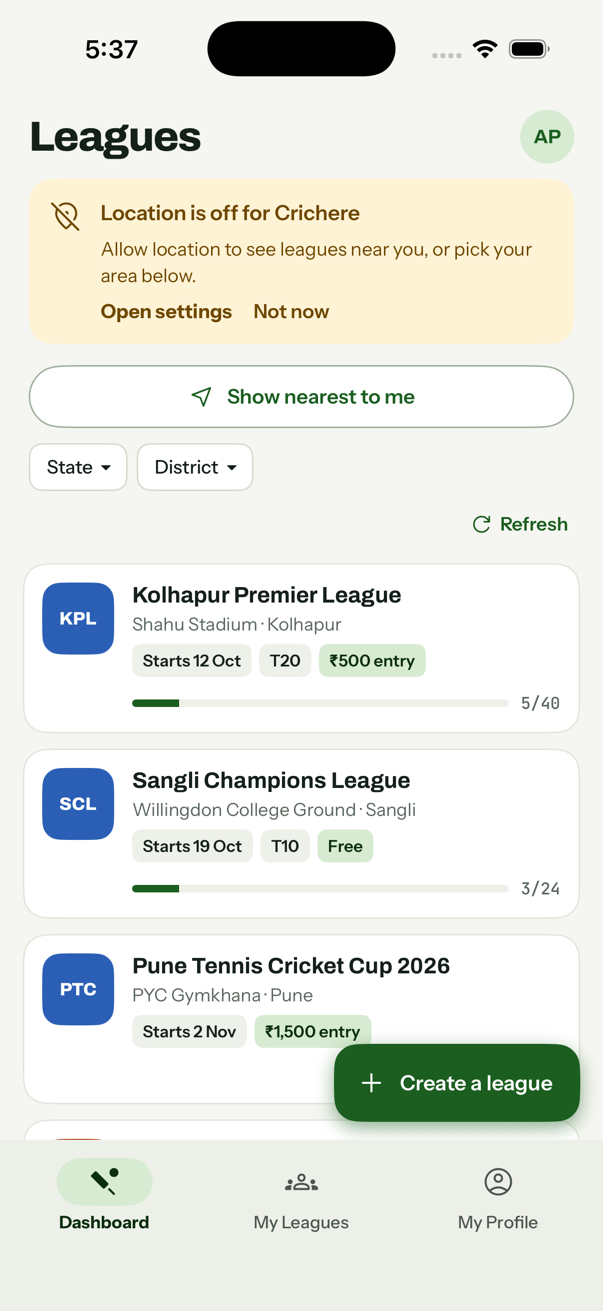 5:37
Leagues
AP
Location is off for Crichere
Allow location to see leagues near you, or pick your
area below.
Open settings Not now
Show nearest to me
State District
Refresh
KPL
Kolhapur Premier League
Shahu Stadium · Kolhapur
Starts 12 Oct T20 ₹500 entry
5/40
SCL
Sangli Champions League
Willingdon College Ground · Sangli
Starts 19 Oct T10 Free
3/24
PTC
Pune Tennis Cricket Cup 2026
PYC Gymkhana · Pune
Starts 2 Nov ₹1,500 entry
Create a league
Dashboard My Leagues My Profile